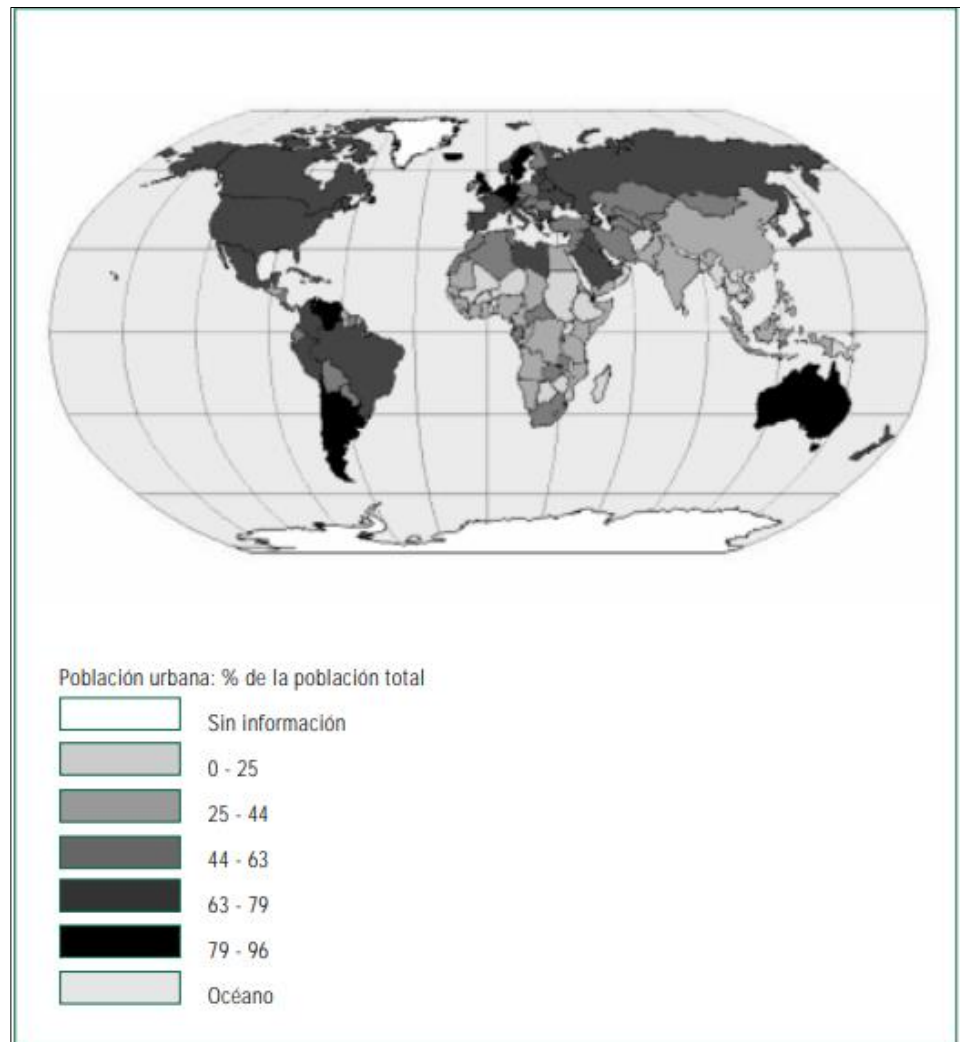 Población urbana: % de la población total
Sin información
0 - 25
25 - 44
44 - 63
63 - 79
79 - 96
Océano